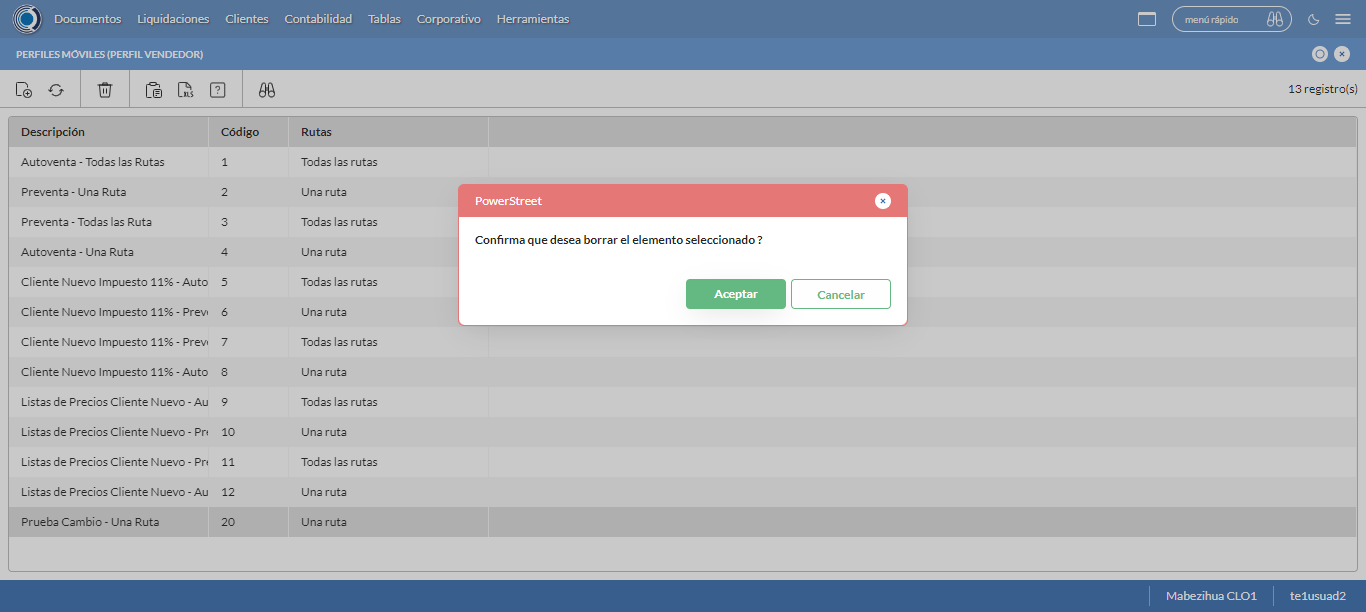 Documentos Liquidaciones Clientes Contabilidad Tablas Corporativo Herramientas menú rápido
PERFILES MÓVILES (PERFIL VENDEDOR)
XLS ? 13 registro(s)
Descripción Código Rutas
Autoventa - Todas las Rutas 1 Todas las rutas
Preventa - Una Ruta 2 Una ruta
Preventa - Todas las Ruta 3 Todas las rutas
Autoventa - Una Ruta 4 Una ruta
Cliente Nuevo Impuesto 11% - Auto 5 Todas las rutas
Cliente Nuevo Impuesto 11% - Prev 6 Una ruta
Cliente Nuevo Impuesto 11% - Prev 7 Todas las rutas
Cliente Nuevo Impuesto 11% - Auto 8 Una ruta
Listas de Precios Cliente Nuevo - Au 9 Todas las rutas
Listas de Precios Cliente Nuevo - Pr 10 Una ruta
Listas de Precios Cliente Nuevo - Pr 11 Todas las rutas
Listas de Precios Cliente Nuevo - Au 12 Una ruta
Prueba Cambio - Una Ruta 20 Una ruta
PowerStreet
Confirma que desea borrar el elemento seleccionado ?
Aceptar Cancelar
Mabezihua CLO1 te1usuad2